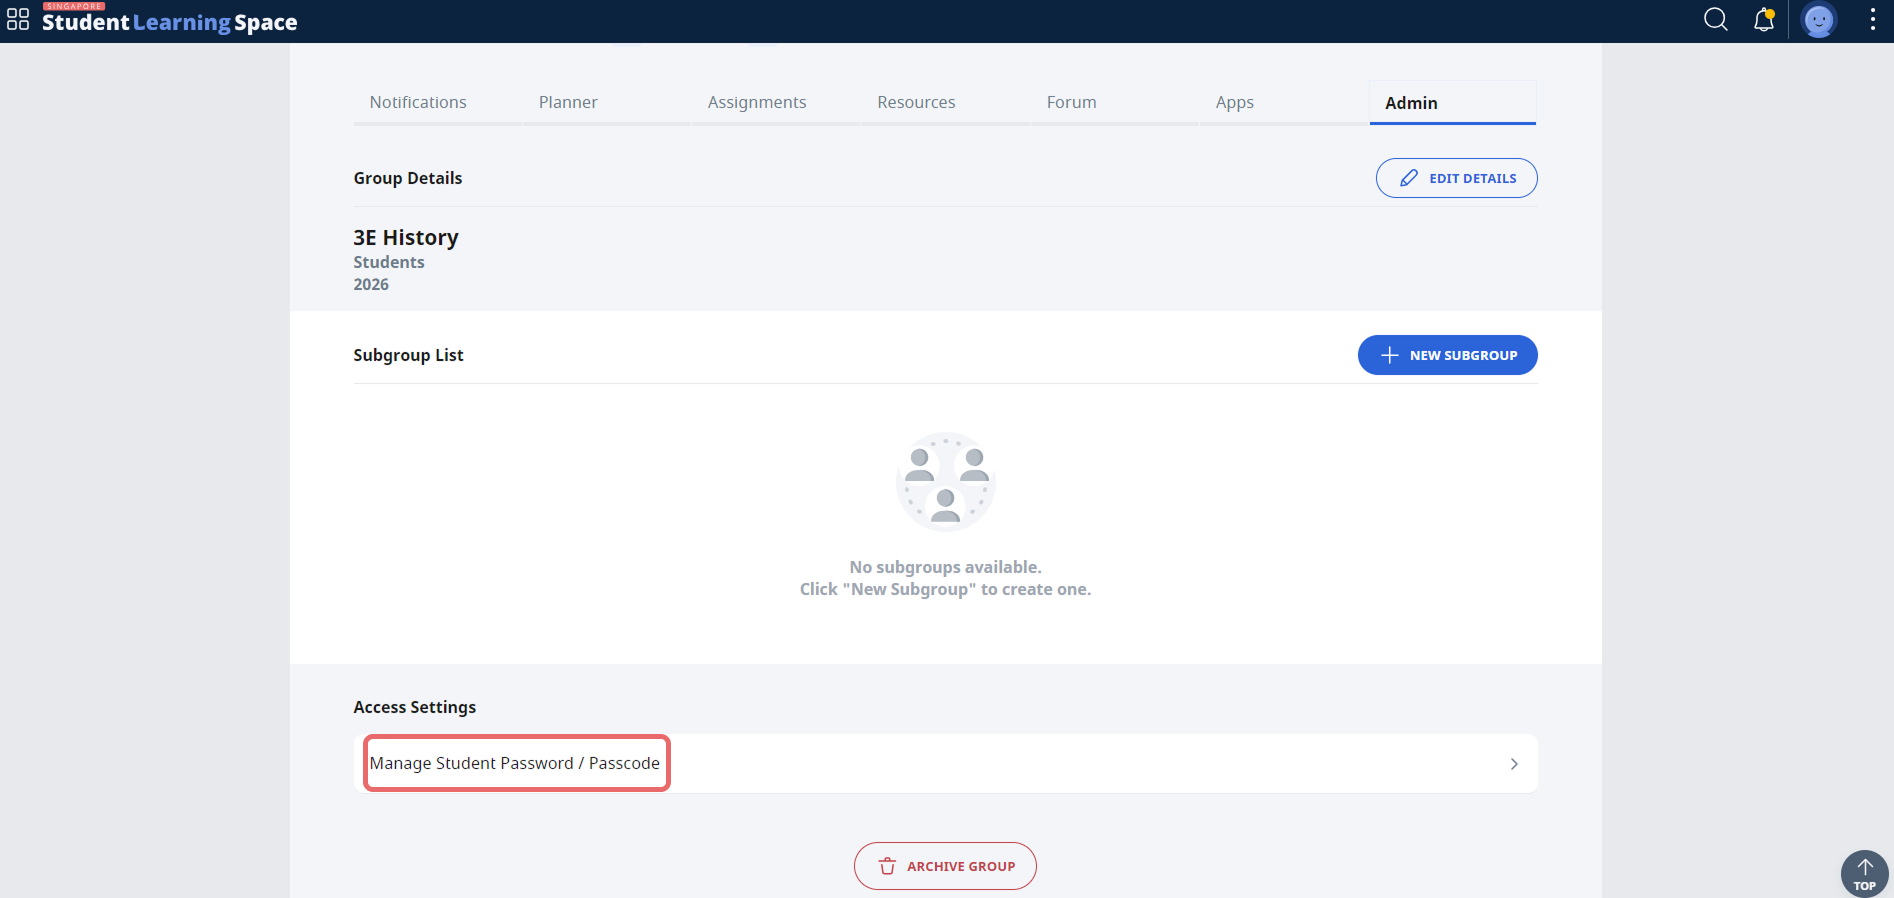 SINGAPORE
Student Learning Space
Notifications
Planner
Assignments
Resources
Forum
Apps
Admin
Group Details
EDIT DETAILS
3E History
Students
2026
Subgroup List
NEW SUBGROUP
No subgroups available.
Click "New Subgroup" to create one.
Access Settings
Manage Student Password / Passcode
ARCHIVE GROUP
TOP